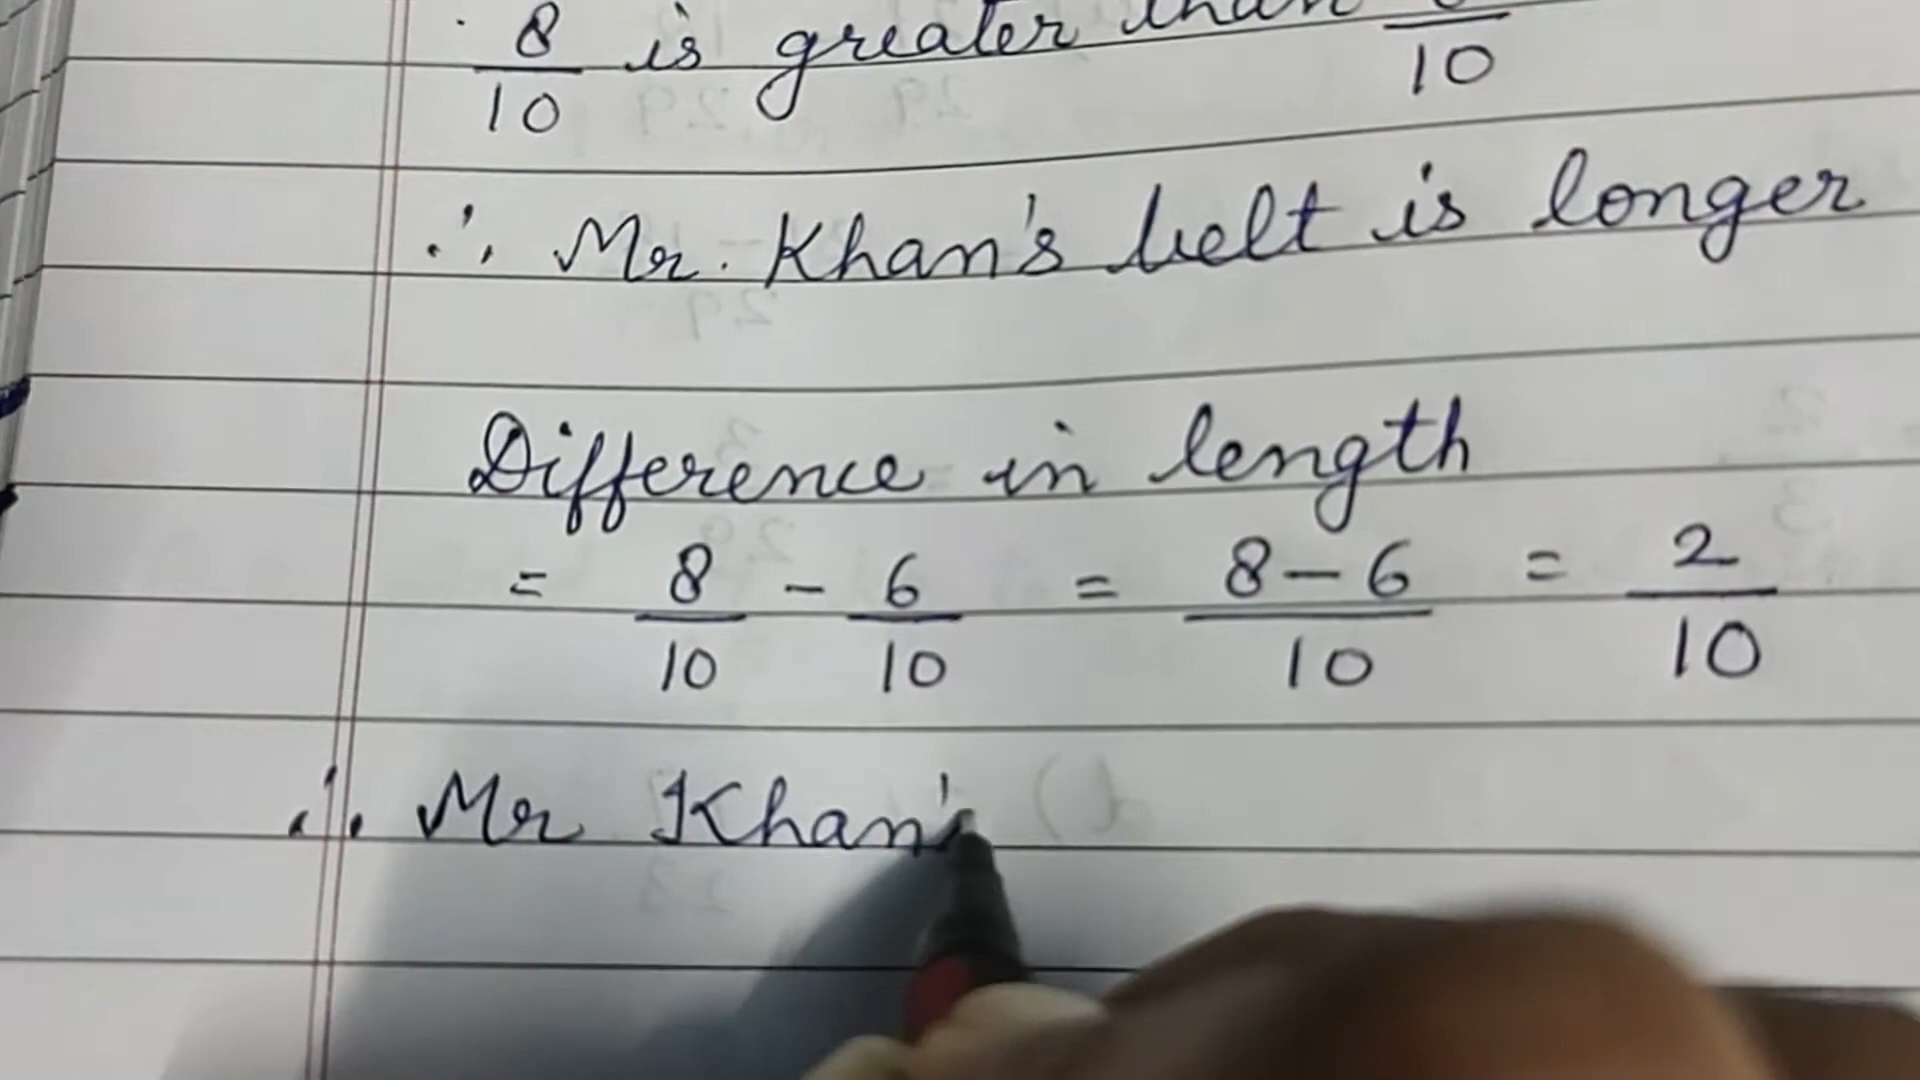 8/10 is greater than /10
∴ Mr. Khan's belt is longer
Difference in length
= 8/10 - 6/10 = 8-6/10 = 2/10
∴ Mr Khan's